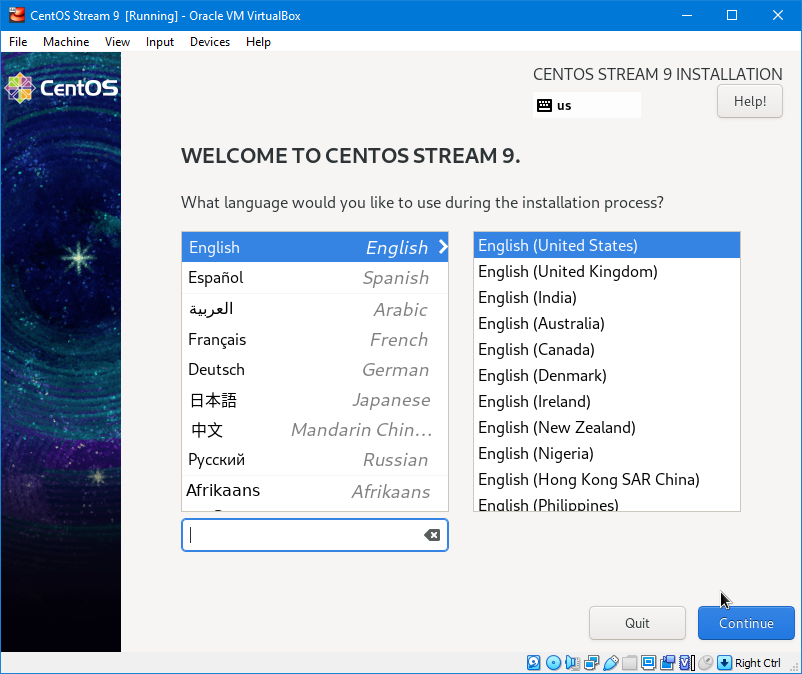 CentOS Stream 9 [Running] - Oracle VM VirtualBox
File Machine View Input Devices Help
CentOS
CENTOS STREAM 9 INSTALLATION
us
Help!
WELCOME TO CENTOS STREAM 9.
What language would you like to use during the installation process?
English English
Español Spanish
العربية Arabic
Français French
Deutsch German
日本語 Japanese
中文 Mandarin Chin...
Русский Russian
Afrikaans Afrikaans
English (United States)
English (United Kingdom)
English (India)
English (Australia)
English (Canada)
English (Denmark)
English (Ireland)
English (New Zealand)
English (Nigeria)
English (Hong Kong SAR China)
English (Philippines)
Quit
Continue
Right Ctrl